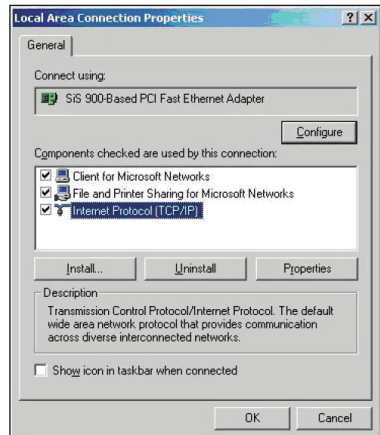 Local Area Connection Properties
General
Connect using:
SiS 900-Based PCI Fast Ethernet Adapter
Configure
Components checked are used by this connection:
Client for Microsoft Networks
File and Printer Sharing for Microsoft Networks
Internet Protocol (TCP/IP)
Install...
Uninstall
Properties
Description
Transmission Control Protocol/Internet Protocol. The default
wide area network protocol that provides communication
across diverse interconnected networks.
Show icon in taskbar when connected
OK
Cancel